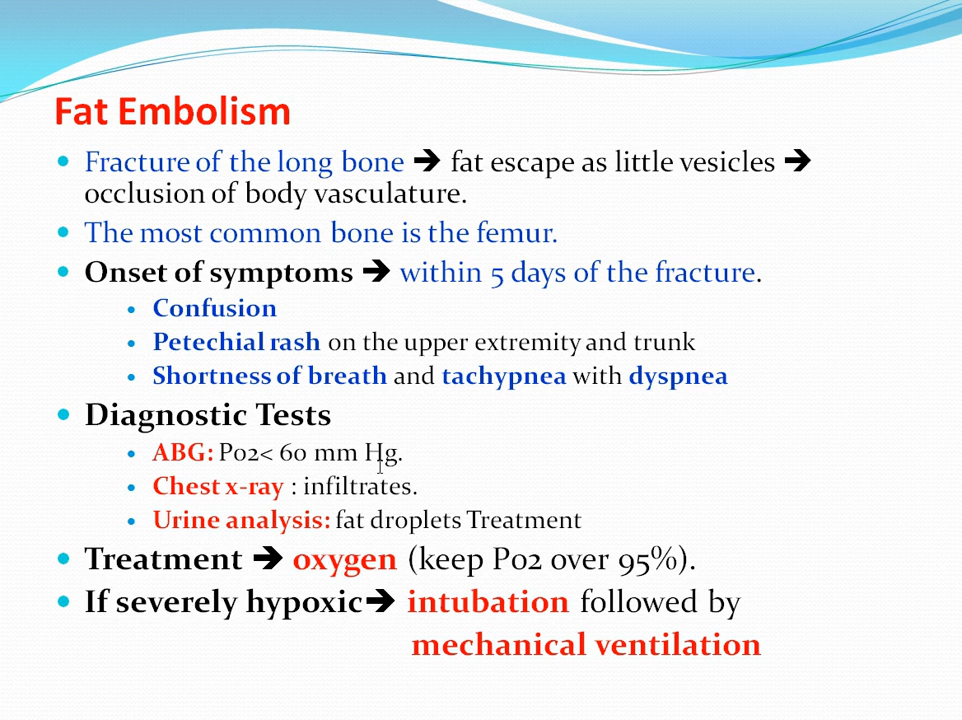 Fat Embolism
• Fracture of the long bone ➔ fat escape as little vesicles ➔
occlusion of body vasculature.
• The most common bone is the femur.
• Onset of symptoms ➔ within 5 days of the fracture.
• Confusion
• Petechial rash on the upper extremity and trunk
• Shortness of breath and tachypnea with dyspnea
• Diagnostic Tests
• ABG: Po2< 60 mm Hg.
• Chest x-ray : infiltrates.
• Urine analysis: fat droplets Treatment
• Treatment ➔ oxygen (keep Po2 over 95%).
• If severely hypoxic➔ intubation followed by
mechanical ventilation